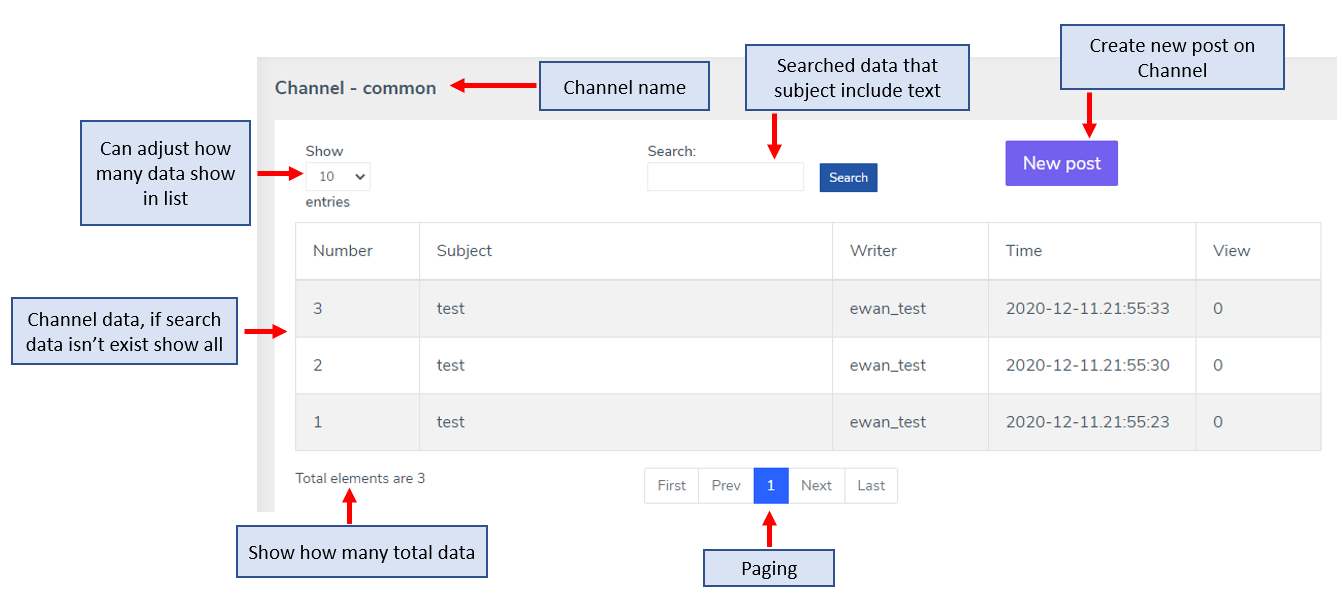 Create new post on
Channel
Searched data that
subject include text
Channel - common
Channel name
Can adjust how
many data show
in list
Show
10
entries
Search:
Search
New post
Number Subject Writer Time View
3 test ewan_test 2020-12-11.21:55:33 0
Channel data, if search
data isn't exist show all
2 test ewan_test 2020-12-11.21:55:30 0
1 test ewan_test 2020-12-11.21:55:23 0
Total elements are 3
First Prev 1 Next Last
Show how many total data
Paging